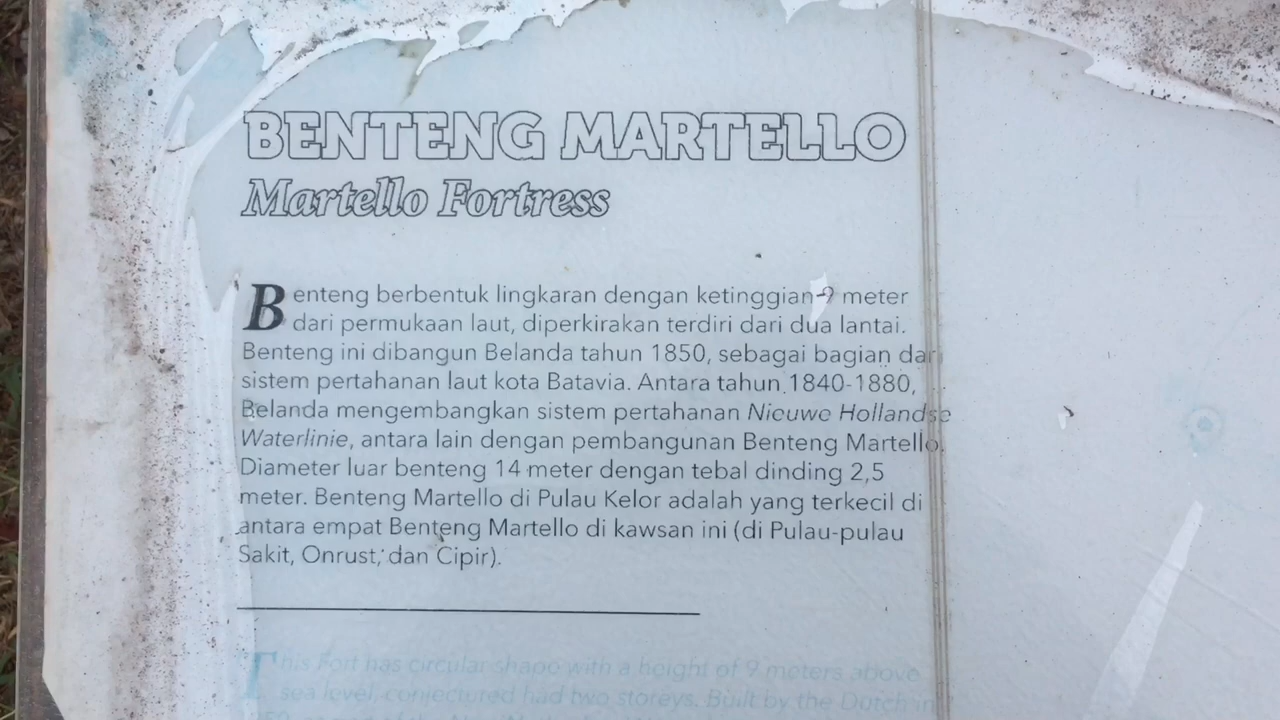 BENTENG MARTELLO
Martello Fortress
Benteng berbentuk lingkaran dengan ketinggian 9 meter
dari permukaan laut, diperkirakan terdiri dari dua lantai.
Benteng ini dibangun Belanda tahun 1850, sebagai bagian dari
sistem pertahanan laut kota Batavia. Antara tahun 1840-1880,
Belanda mengembangkan sistem pertahanan Nieuwe Hollandse
Waterlinie, antara lain dengan pembangunan Benteng Martello.
Diameter luar benteng 14 meter dengan tebal dinding 2,5
meter. Benteng Martello di Pulau Kelor adalah yang terkecil di
antara empat Benteng Martello di kawsan ini (di Pulau-pulau
Sakit, Onrust, dan Cipir).
This Fort has circular shape with a height of 9 meters above
sea level, conjectured had two storeys. Built by the Dutch in